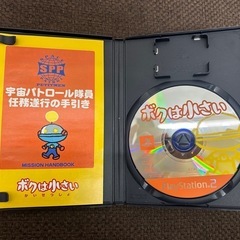 SPP
宇宙パトロール隊員
任務遂行の手引き
MISSION HANDBOOK
ボクは小さい
ボクは小さい
PlayStation.2